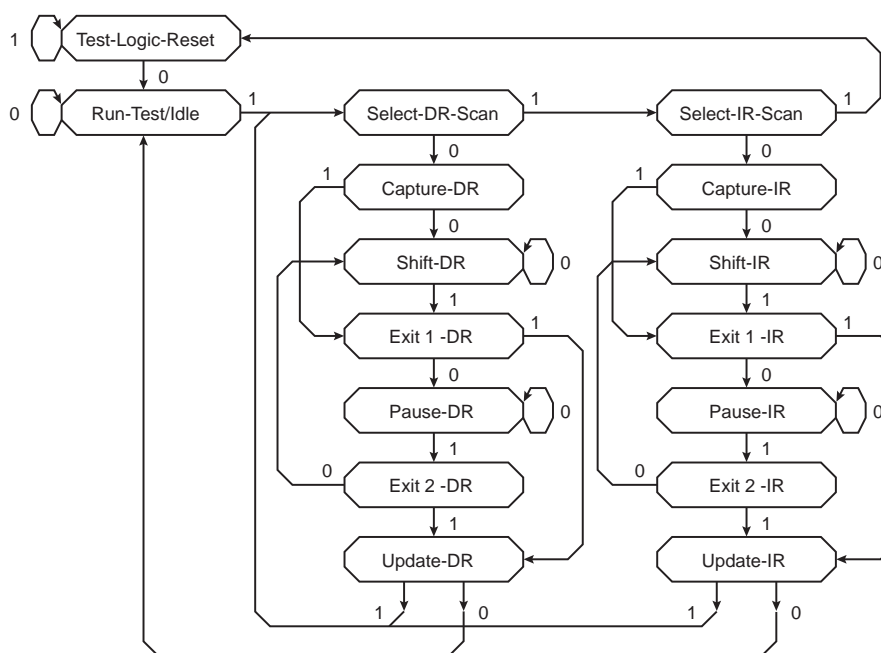 1 Test-Logic-Reset
0
0 Run-Test/Idle 1 Select-DR-Scan 1 Select-IR-Scan 1
0 0
1 Capture-DR 1 Capture-IR
0 0
Shift-DR 0 Shift-IR 0
1 1
Exit 1 -DR 1 Exit 1 -IR 1
0 0
Pause-DR 0 Pause-IR 0
1 1
0 Exit 2 -DR 0 Exit 2 -IR
1 1
Update-DR Update-IR
1 0 1 0